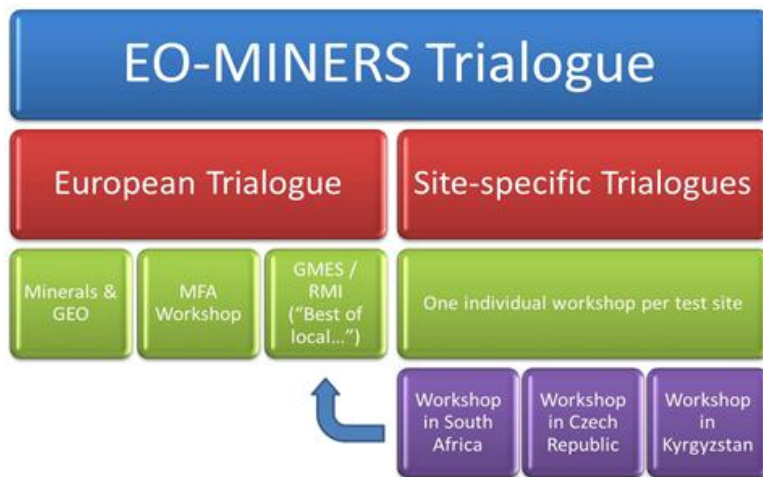 EO-MINERS Trialogue
European Trialogue
Site-specific Trialogues
Minerals &
GEO
MFA
Workshop
GMES /
RMI
(“Best of
local...”)
One individual workshop per test site
Workshop
in South
Africa
Workshop
in Czech
Republic
Workshop
in
Kyrgyzstan